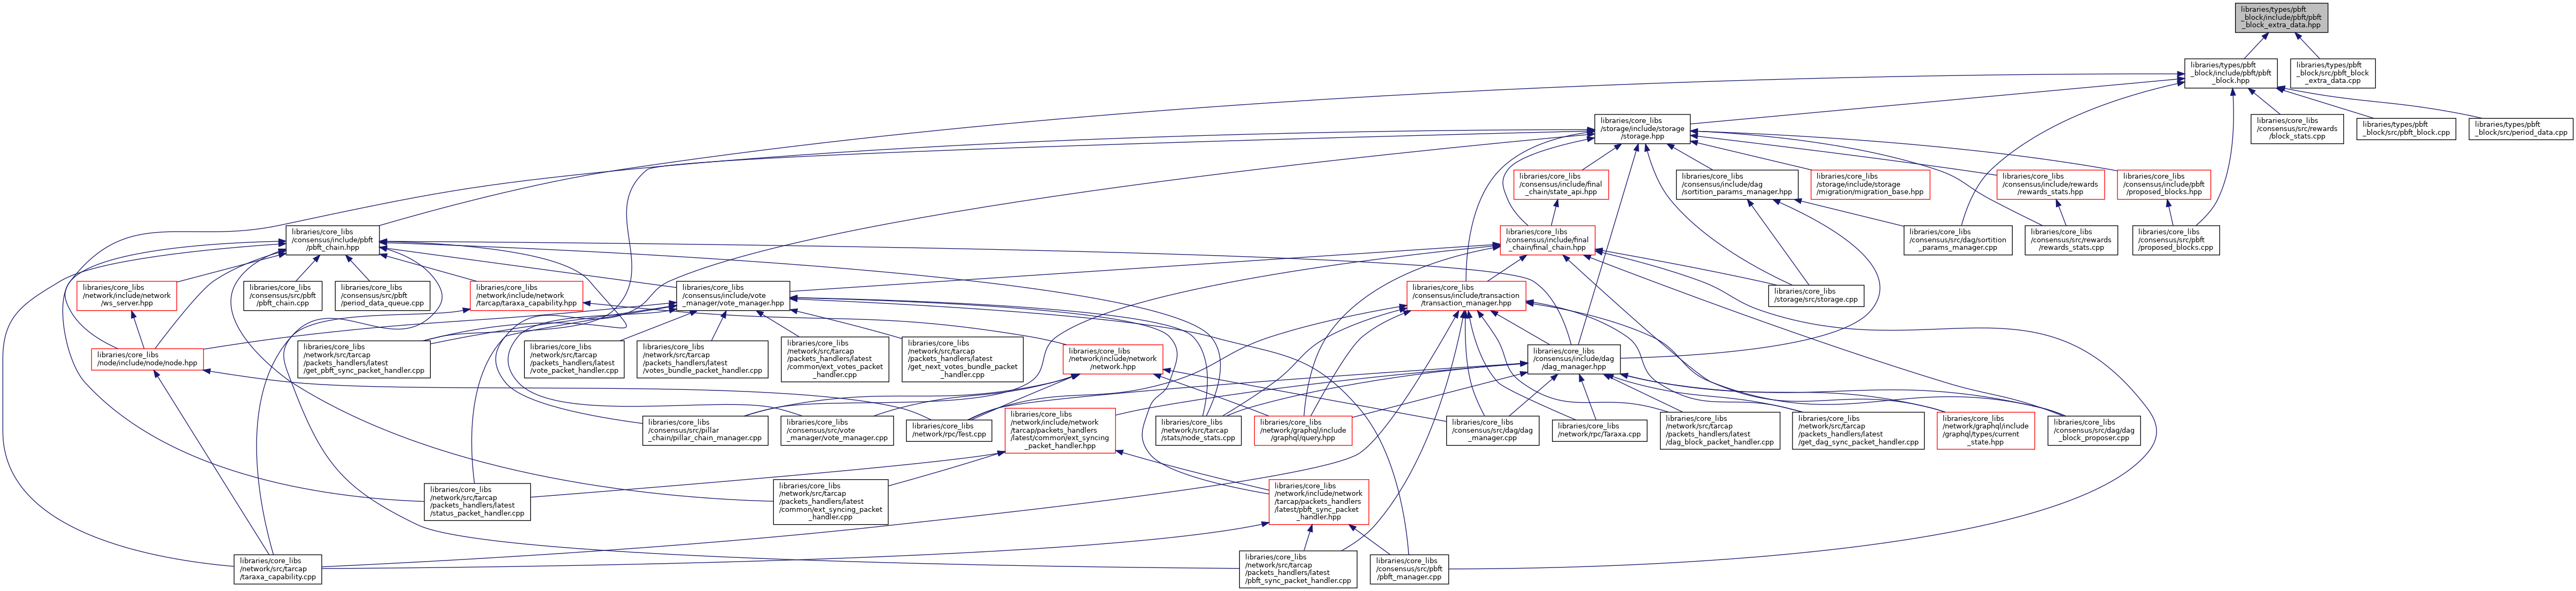 libraries/types/pbft
_block/include/pbft/pbft
_block_extra_data.hpp
libraries/types/pbft
_block/include/pbft/pbft
_block.hpp
libraries/types/pbft
_block/src/pbft_block
_extra_data.cpp
libraries/core_libs
/storage/include/storage
/storage.hpp
libraries/core_libs
/consensus/src/rewards
/block_stats.cpp
libraries/types/pbft
_block/src/pbft_block.cpp
libraries/types/pbft
_block/src/period_data.cpp
libraries/core_libs
/consensus/include/final
_chain/state_api.hpp
libraries/core_libs
/consensus/include/dag
/sortition_params_manager.hpp
libraries/core_libs
/storage/include/storage
/migration/migration_base.hpp
libraries/core_libs
/consensus/include/rewards
/rewards_stats.hpp
libraries/core_libs
/consensus/include/pbft
/proposed_blocks.hpp
libraries/core_libs
/consensus/include/pbft
/pbft_chain.hpp
libraries/core_libs
/consensus/include/final
_chain/final_chain.hpp
libraries/core_libs
/consensus/src/dag/sortition
_params_manager.cpp
libraries/core_libs
/consensus/src/rewards
/rewards_stats.cpp
libraries/core_libs
/consensus/src/pbft
/proposed_blocks.cpp
libraries/core_libs
/network/include/network
/ws_server.hpp
libraries/core_libs
/consensus/src/pbft
/pbft_chain.cpp
libraries/core_libs
/consensus/src/pbft
/period_data_queue.cpp
libraries/core_libs
/network/include/network
/tarcap/taraxa_capability.hpp
libraries/core_libs
/consensus/include/vote
_manager/vote_manager.hpp
libraries/core_libs
/consensus/include/transaction
/transaction_manager.hpp
libraries/core_libs
/storage/src/storage.cpp
libraries/core_libs
/node/include/node/node.hpp
libraries/core_libs
/network/src/tarcap
/packets_handlers/latest
/get_pbft_sync_packet_handler.cpp
libraries/core_libs
/network/src/tarcap
/packets_handlers/latest
/vote_packet_handler.cpp
libraries/core_libs
/network/src/tarcap
/packets_handlers/latest
/votes_bundle_packet_handler.cpp
libraries/core_libs
/network/src/tarcap
/packets_handlers/latest
/common/ext_votes_packet
_handler.cpp
libraries/core_libs
/network/src/tarcap
/packets_handlers/latest
/get_next_votes_bundle_packet
_handler.cpp
libraries/core_libs
/network/include/network
/network.hpp
libraries/core_libs
/consensus/include/dag
/dag_manager.hpp
libraries/core_libs
/consensus/src/pillar
_chain/pillar_chain_manager.cpp
libraries/core_libs
/consensus/src/vote
_manager/vote_manager.cpp
libraries/core_libs
/network/rpc/Test.cpp
libraries/core_libs
/network/include/network
/tarcap/packets_handlers
/latest/common/ext_syncing
_packet_handler.hpp
libraries/core_libs
/network/src/tarcap
/stats/node_stats.cpp
libraries/core_libs
/network/graphql/include
/graphql/query.hpp
libraries/core_libs
/consensus/src/dag/dag
_manager.cpp
libraries/core_libs
/network/rpc/Taraxa.cpp
libraries/core_libs
/network/src/tarcap
/packets_handlers/latest
/dag_block_packet_handler.cpp
libraries/core_libs
/network/src/tarcap
/packets_handlers/latest
/get_dag_sync_packet_handler.cpp
libraries/core_libs
/network/graphql/include
/graphql/types/current
_state.hpp
libraries/core_libs
/consensus/src/dag/dag
_block_proposer.cpp
libraries/core_libs
/network/src/tarcap
/packets_handlers/latest
/status_packet_handler.cpp
libraries/core_libs
/network/src/tarcap
/packets_handlers/latest
/common/ext_syncing_packet
_handler.cpp
libraries/core_libs
/network/include/network
/tarcap/packets_handlers
/latest/pbft_sync_packet
_handler.hpp
libraries/core_libs
/network/src/tarcap
/taraxa_capability.cpp
libraries/core_libs
/network/src/tarcap
/packets_handlers/latest
/pbft_sync_packet_handler.cpp
libraries/core_libs
/consensus/src/pbft
/pbft_manager.cpp